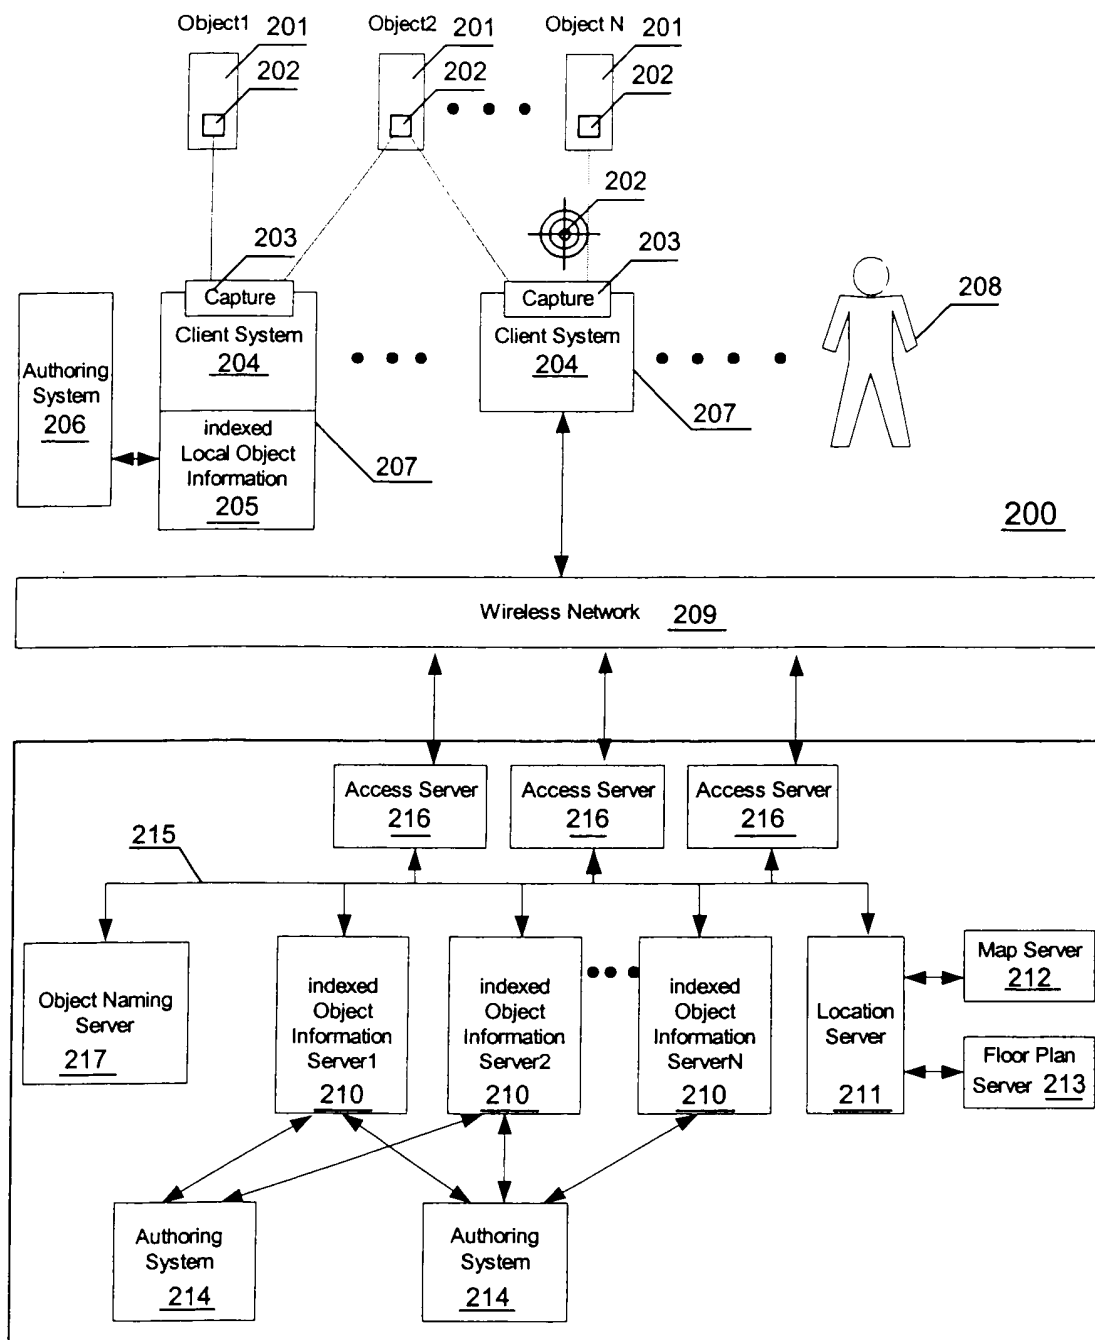 Object1
Object2
Object N
201
201
201
202
202
202
202
203
203
Capture
Capture
208
Client System
204
Client System
204
Authoring
System
206
207
indexed
Local Object
Information
205
207
200
Wireless Network 209
Access Server
216
Access Server
216
Access Server
216
215
Object Naming
Server
217
indexed
Object
Information
Server1
210
indexed
Object
Information
Server2
210
indexed
Object
Information
ServerN
210
Location
Server
211
Map Server
212
Floor Plan
Server 213
Authoring
System
214
Authoring
System
214